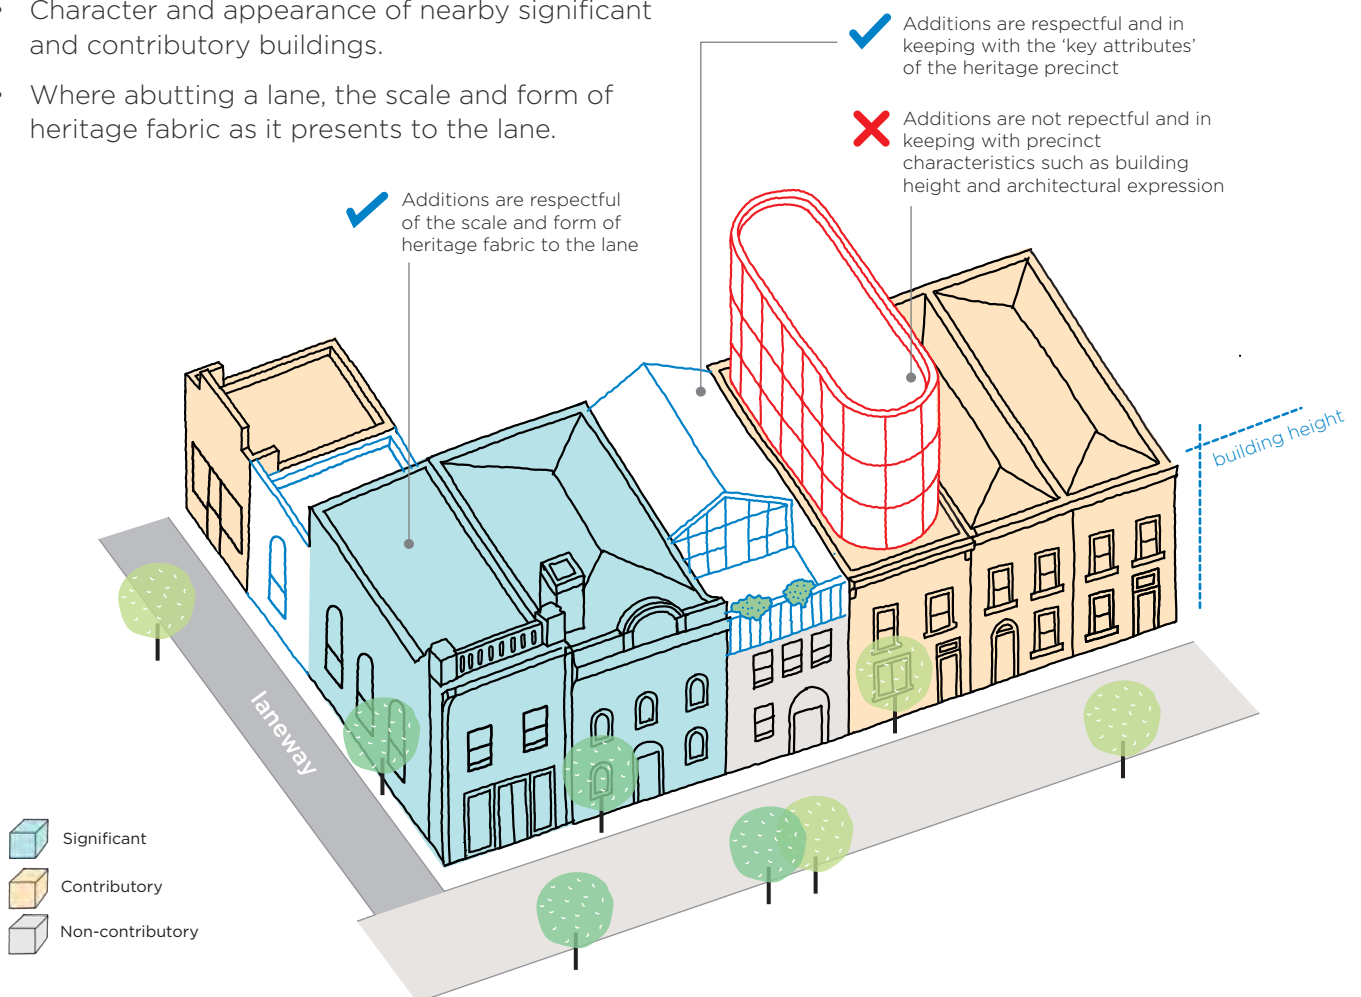 • Character and appearance of nearby significant
and contributory buildings.
• Where abutting a lane, the scale and form of
heritage fabric as it presents to the lane.
Additions are respectful and in
keeping with the ‘key attributes’
of the heritage precinct
Additions are not repectful and in
keeping with precinct
characteristics such as building
height and architectural expression
Additions are respectful
of the scale and form of
heritage fabric to the lane
building height
laneway
Significant
Contributory
Non-contributory